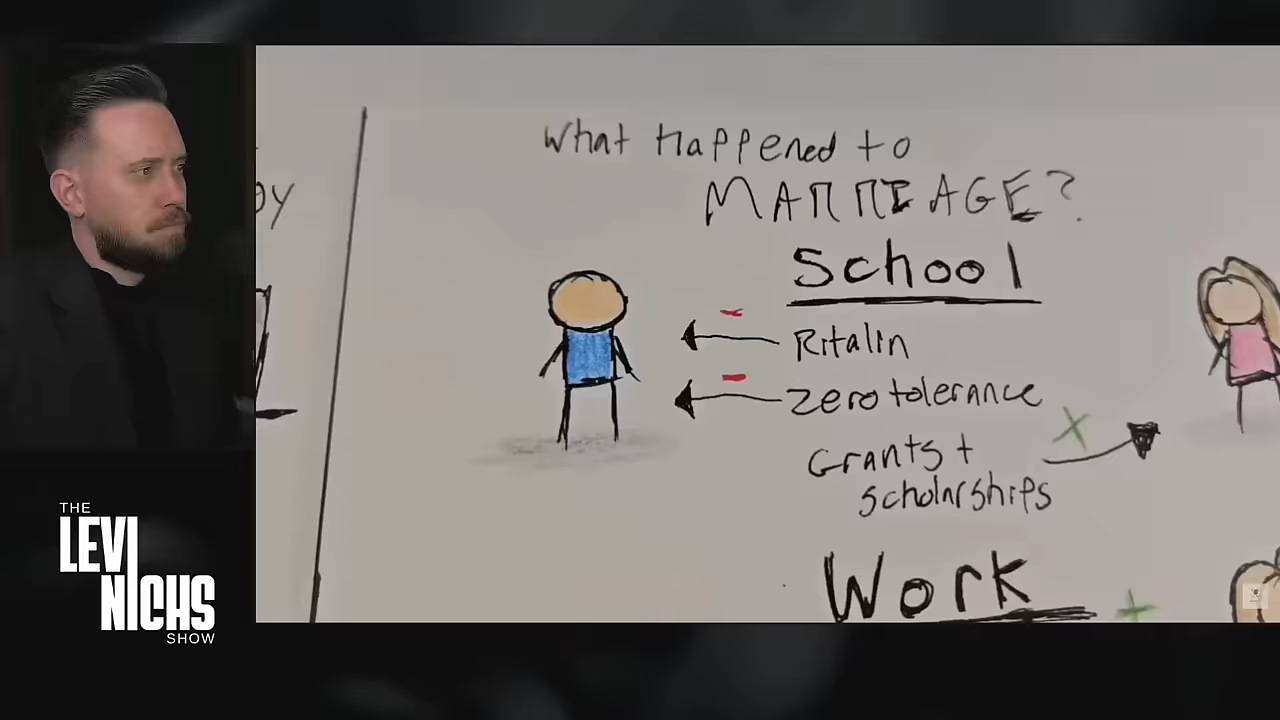 What Happened to
MARRIAGE?
School
Ritalin
Zero tolerance
Grants +
scholarships
Work
THE
LEVI
NICHS
SHOW